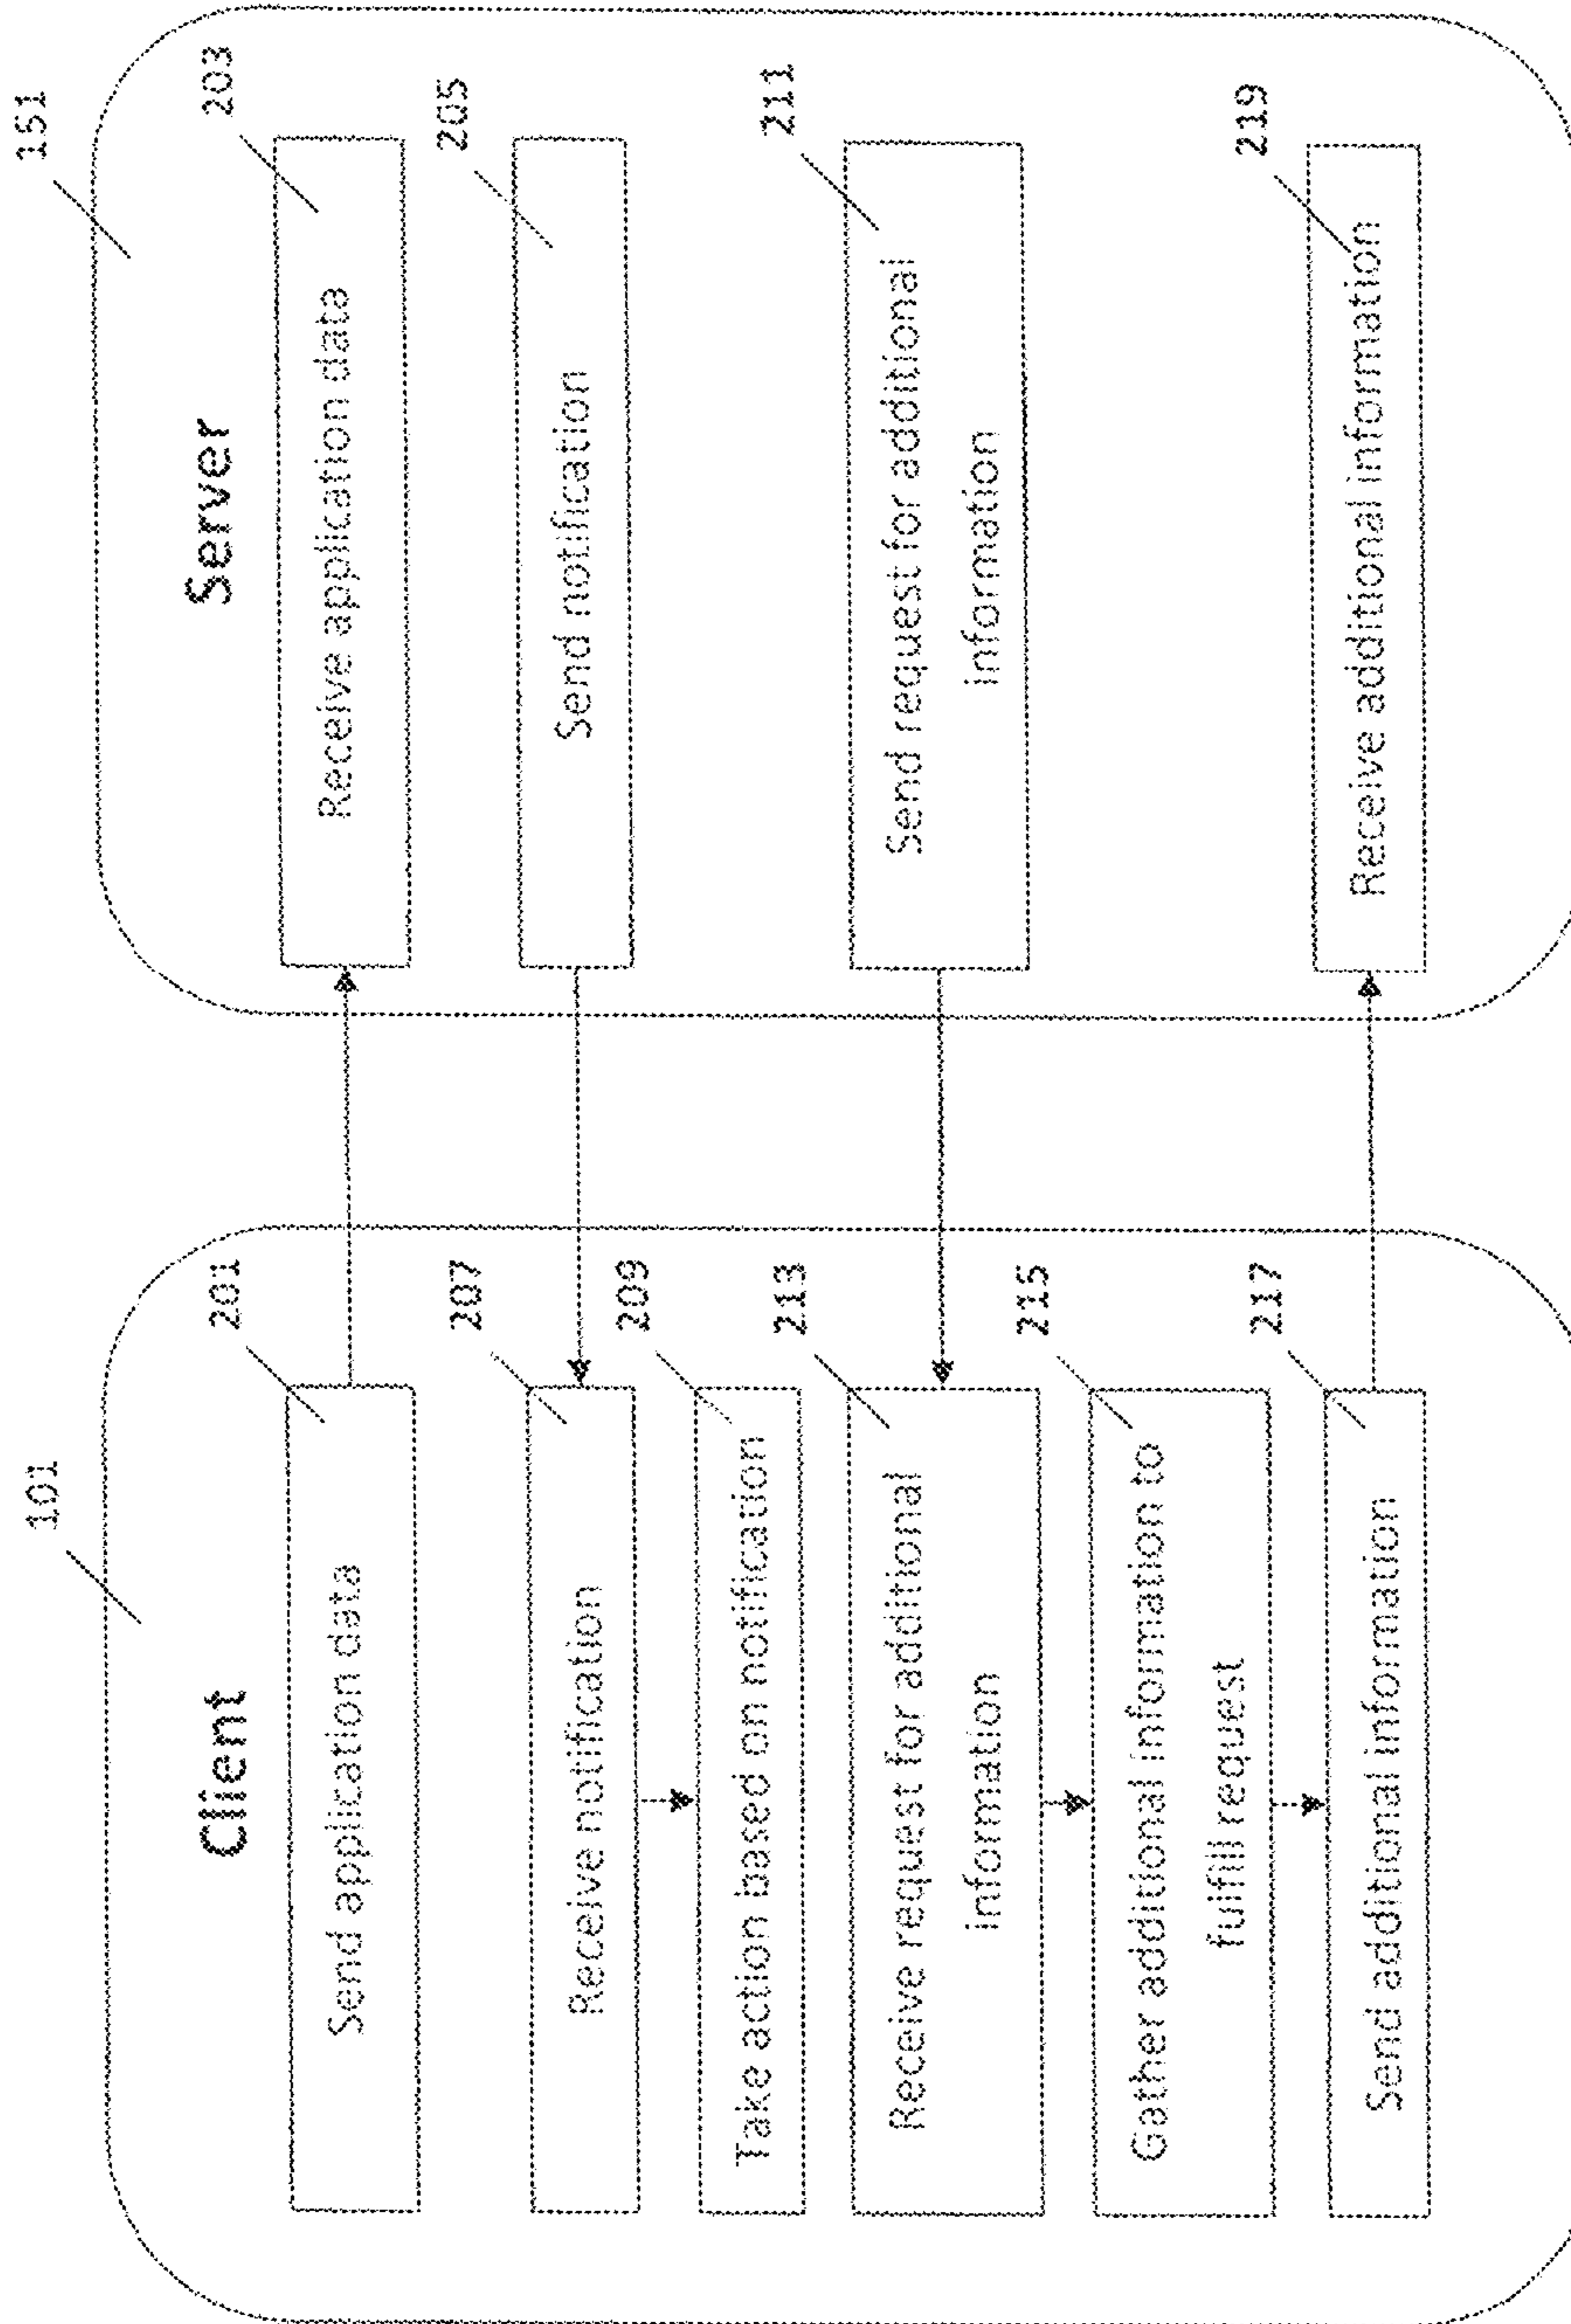 101
Client
201
Send application data
207
Receive notification
209
Take action based on notification
213
Receive request for additional
information
215
Gather additional information to
fulfill request
217
Send additional information
151
Server
203
Receive application data
205
Send notification
211
Send request for additional
information
219
Receive additional information